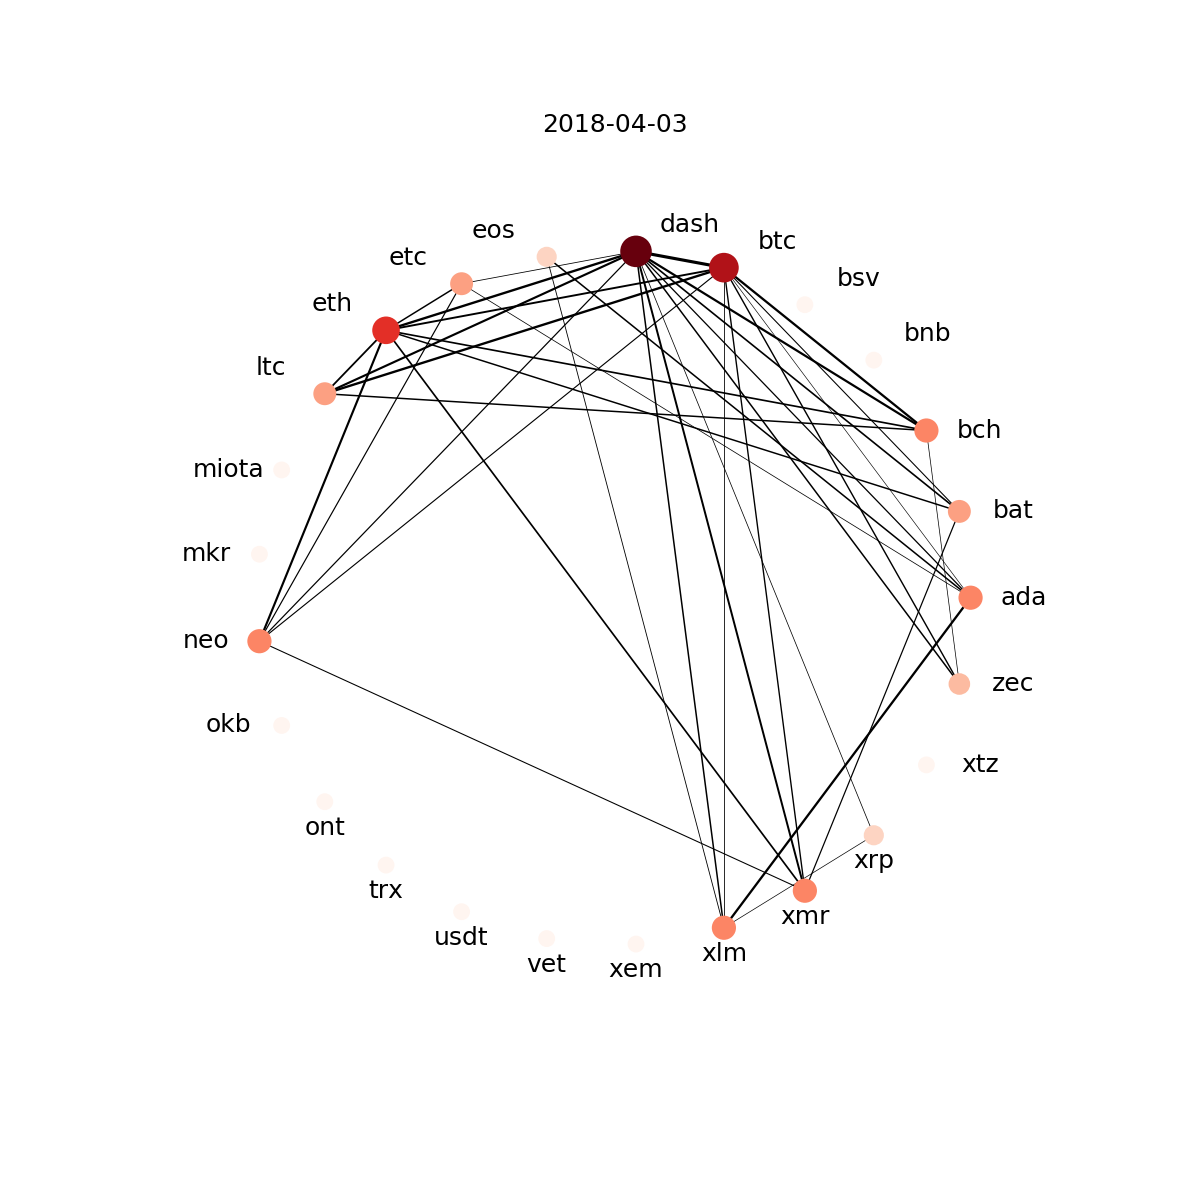 2018-04-03
dash
eos
btc
etc
bsv
eth
bnb
ltc
bch
miota
bat
mkr
ada
neo
zec
okb
xtz
ont
xrp
trx
xmr
usdt
xlm
vet
xem